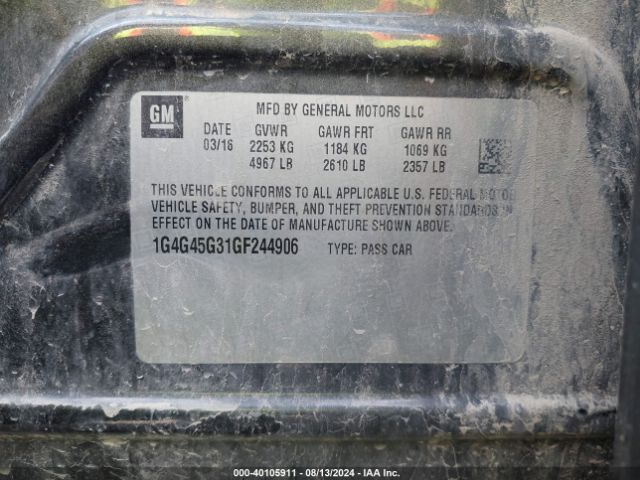 GM
MFD BY GENERAL MOTORS LLC
DATE GVWR GAWR FRT GAWR RR
03/16 2253 KG 1184 KG 1069 KG
4967 LB 2610 LB 2357 LB
THIS VEHICLE CONFORMS TO ALL APPLICABLE U.S. FEDERAL MOTOR
VEHICLE SAFETY, BUMPER, AND THEFT PREVENTION STANDARDS IN
EFFECT ON THE DATE OF MANUFACTURE SHOWN ABOVE.
1G4G45G31GF244906 TYPE: PASS CAR
000-40105911 - 08/13/2024 - IAA Inc.